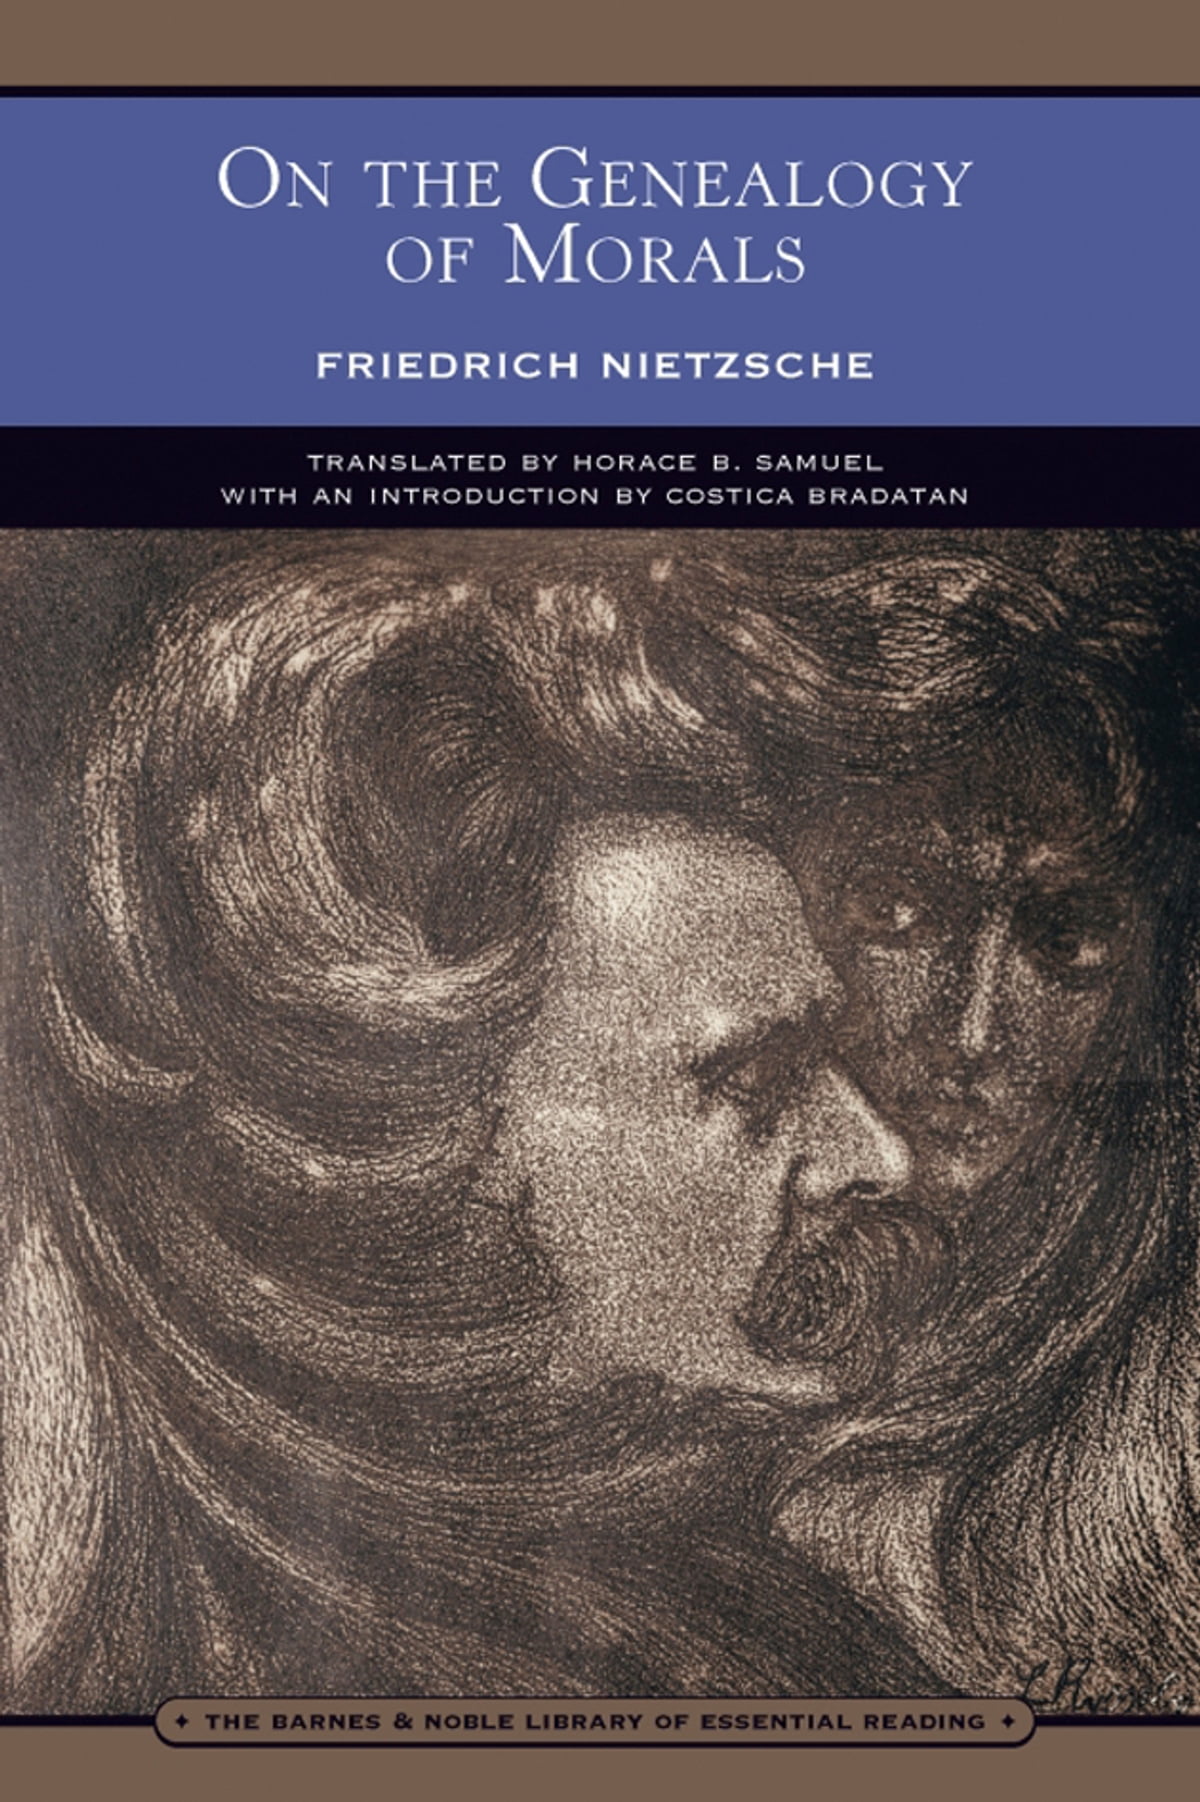 ON THE GENEALOGY
OF MORALS
FRIEDRICH NIETZSCHE
TRANSLATED BY HORACE B. SAMUEL
WITH AN INTRODUCTION BY COSTICA BRADATAN
THE BARNES & NOBLE LIBRARY OF ESSENTIAL READING